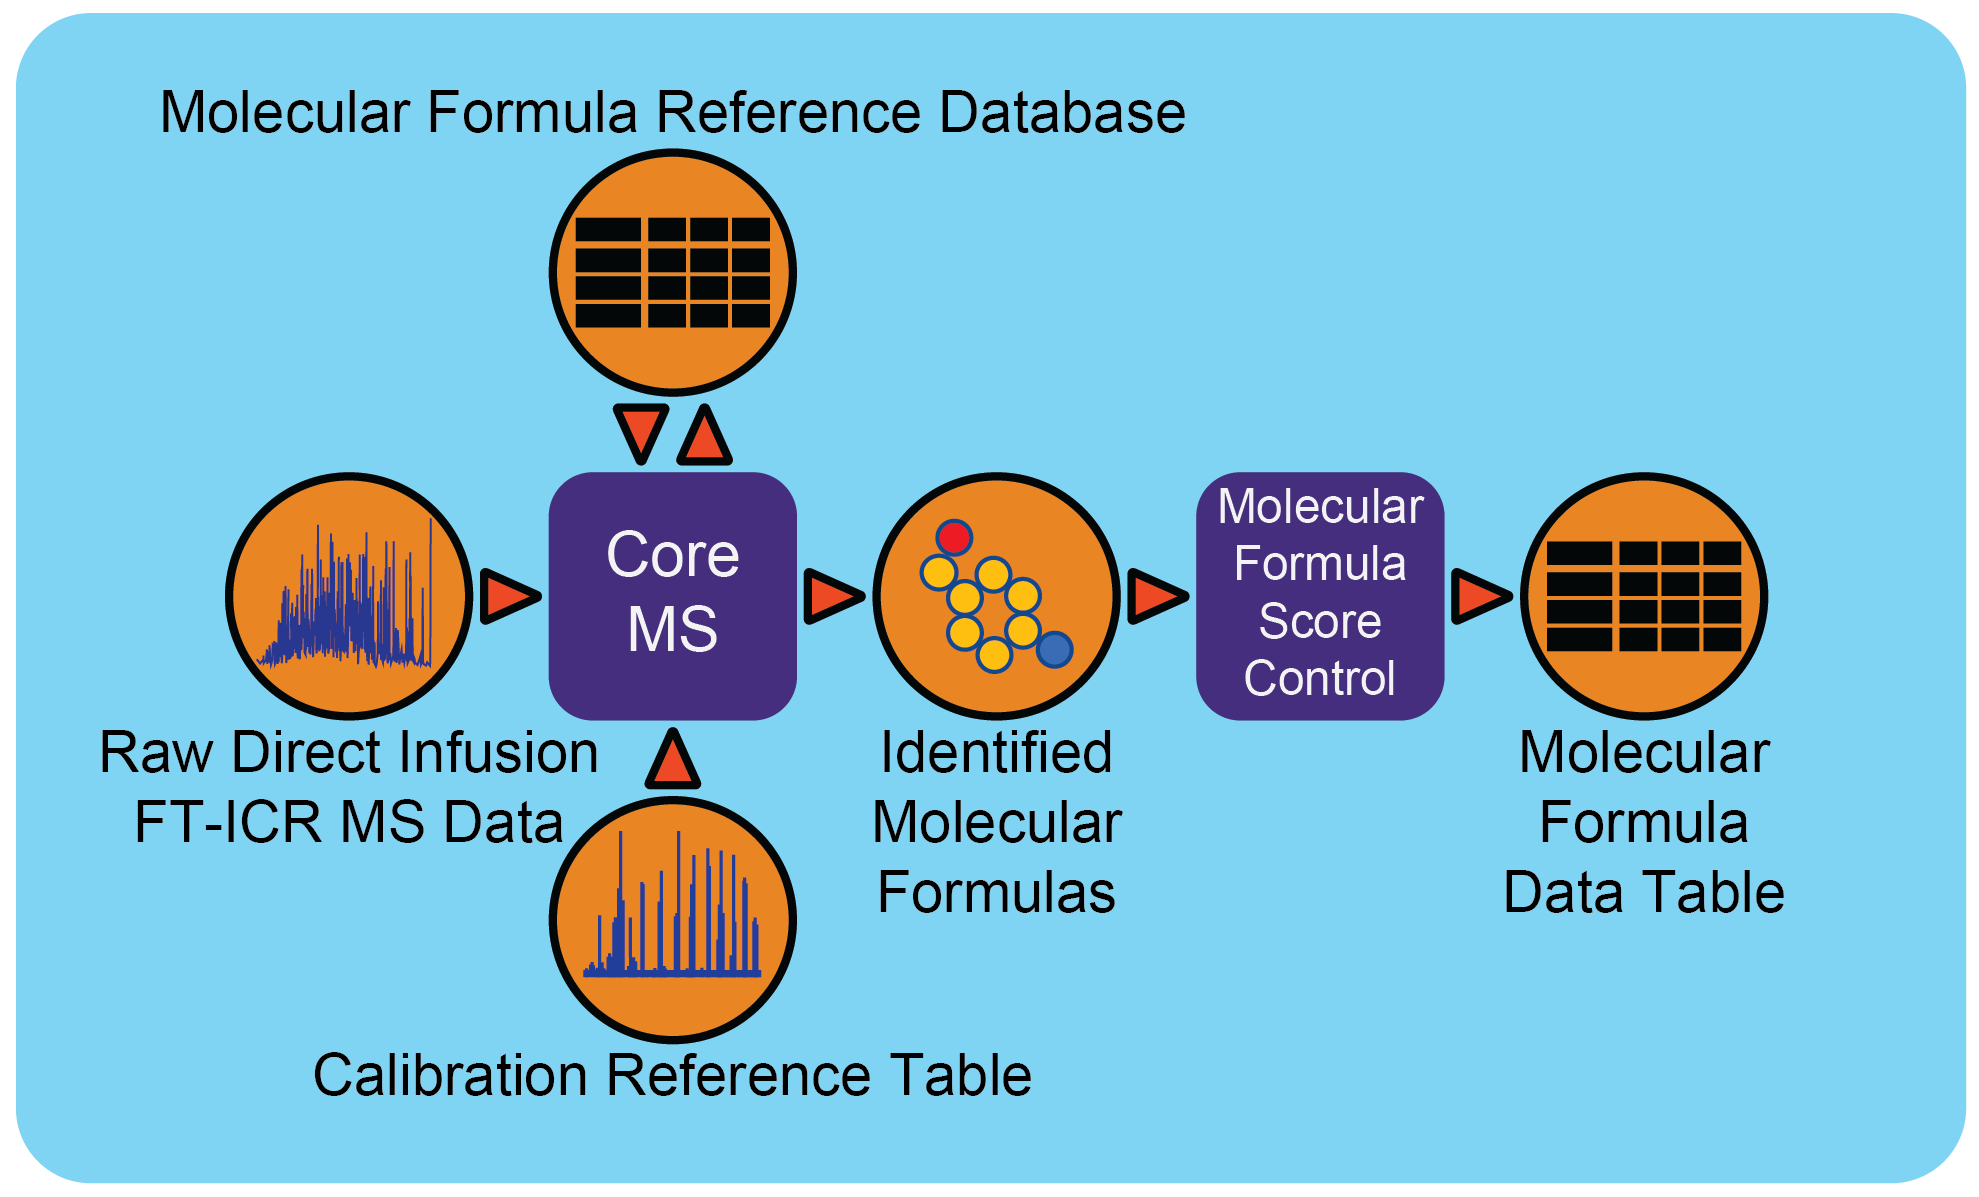 Molecular Formula Reference Database
Core
MS
Molecular
Formula
Score
Control
Raw Direct Infusion
FT-ICR MS Data
Identified
Molecular
Formulas
Molecular
Formula
Data Table
Calibration Reference Table